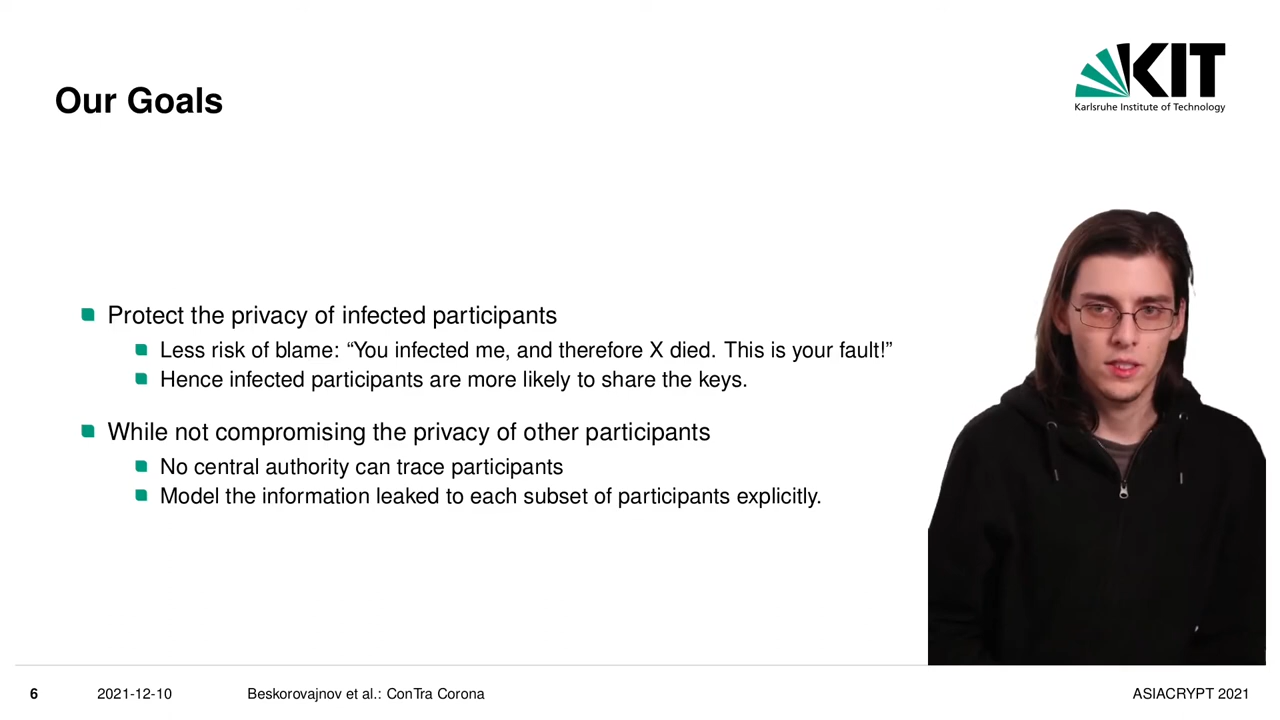 Our Goals
KIT
Karlsruhe Institute of Technology
Protect the privacy of infected participants
Less risk of blame: “You infected me, and therefore X died. This is your fault!”
Hence infected participants are more likely to share the keys.
While not compromising the privacy of other participants
No central authority can trace participants
Model the information leaked to each subset of participants explicitly.
6 2021-12-10 Beskorovajnov et al.: ConTra Corona ASIACRYPT 2021